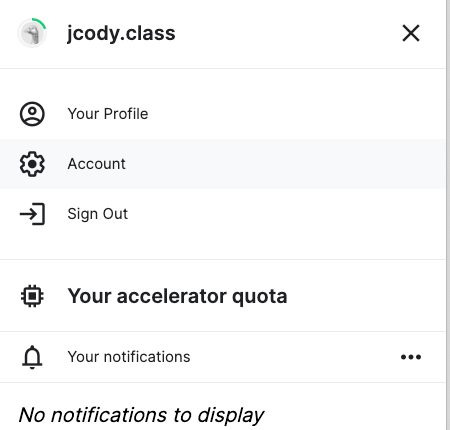 jcody.class
Your Profile
Account
Sign Out
Your accelerator quota
Your notifications
No notifications to display